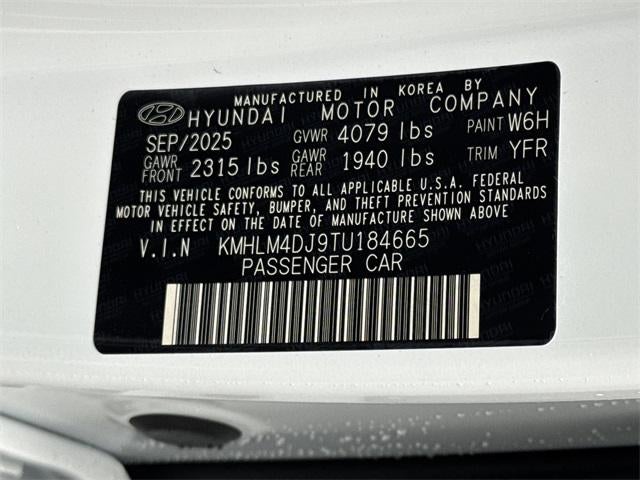 MANUFACTURED IN KOREA BY
HYUNDAI MOTOR COMPANY
SEP/2025 GVWR 4079 lbs PAINT W6H
GAWR FRONT 2315 lbs GAWR REAR 1940 lbs TRIM YFR
THIS VEHICLE CONFORMS TO ALL APPLICABLE U.S.A. FEDERAL
MOTOR VEHICLE SAFETY, BUMPER, AND THEFT PREVENTION STANDARDS
IN EFFECT ON THE DATE OF MANUFACTURE SHOWN ABOVE
V.I.N KMHLM4DJ9TU184665
PASSENGER CAR